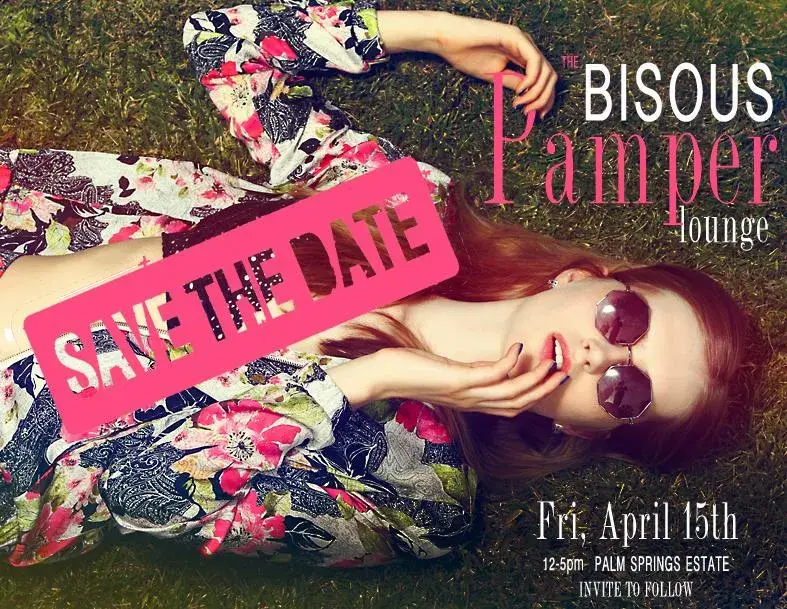 THE
BISOUS
Pamper
lounge
SAVE THE DATE
Fri, April 15th
12-5pm PALM SPRINGS ESTATE
INVITE TO FOLLOW